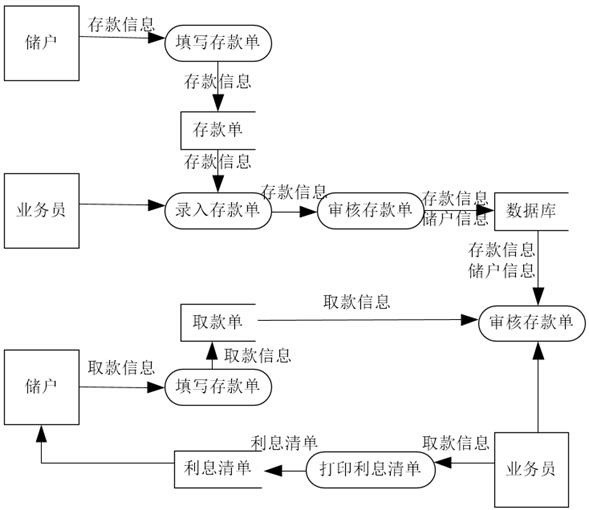 储户
存款信息
填写存款单
存款信息
存款单
存款信息
业务员
录入存款单
存款信息
审核存款单
存款信息
储户信息
数据库
存款信息
储户信息
取款单
取款信息
审核存款单
储户
取款信息
填写存款单
取款信息
利息清单
利息清单
打印利息清单
取款信息
业务员